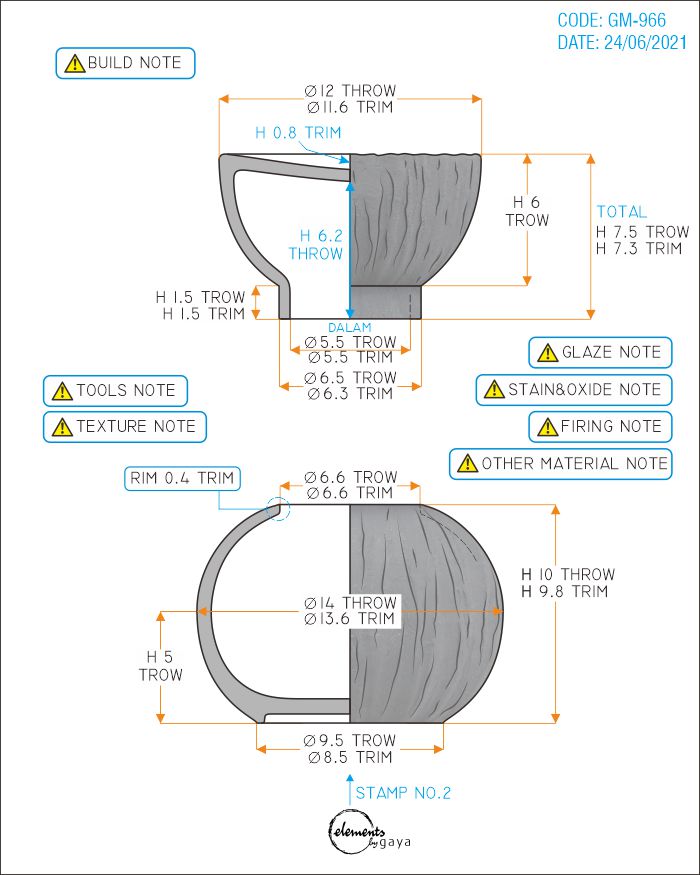 CODE: GM-966
DATE: 24/06/2021
BUILD NOTE
Ø12 THROW
Ø11.6 TRIM
H 0.8 TRIM
H 6
TROW
TOTAL
H 7.5 TROW
H 7.3 TRIM
H 6.2
THROW
H 1.5 TROW
H 1.5 TRIM
DALAM
Ø5.5 TROW
Ø5.5 TRIM
Ø6.5 TROW
Ø6.3 TRIM
GLAZE NOTE
TOOLS NOTE
STAIN&OXIDE NOTE
TEXTURE NOTE
FIRING NOTE
OTHER MATERIAL NOTE
RIM 0.4 TRIM
Ø6.6 TROW
Ø6.6 TRIM
H 10 THROW
H 9.8 TRIM
Ø14 THROW
Ø13.6 TRIM
H 5
TROW
Ø9.5 TROW
Ø8.5 TRIM
STAMP NO.2
elements
by gaya